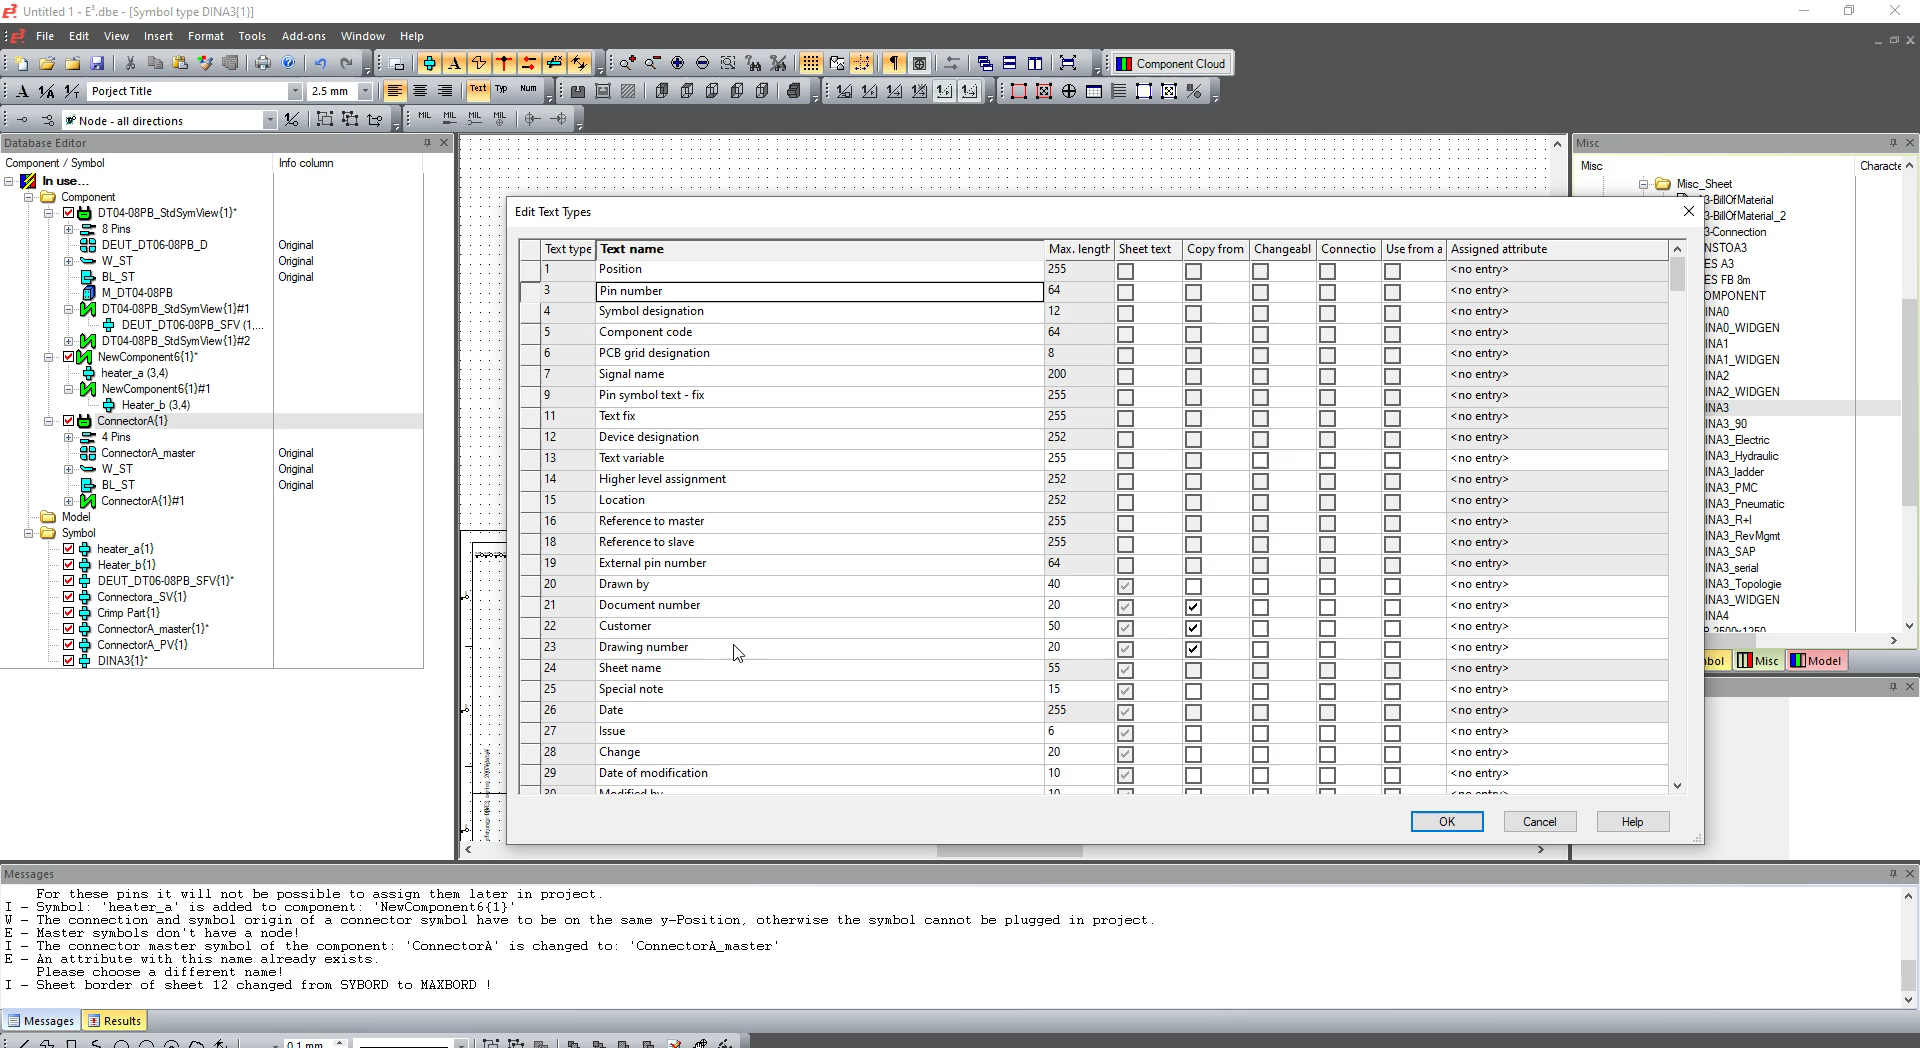 Untitled 1 - E³.dbe - [Symbol type DINA3{1}]
File Edit View Insert Format Tools Add-ons Window Help
Component Cloud
Porject Title 2.5 mm Text Typ Num
Node - all directions MIL MIL MIL MIL
Database Editor
Component / Symbol Info column
In use...
Component
DT04-08PB_StdSymView{1}*
8 Pins
DEUT_DT06-08PB_D Original
W_ST Original
BL_ST Original
M_DT04-08PB
DT04-08PB_StdSymView{1}#1
DEUT_DT06-08PB_SFV (1,...
DT04-08PB_StdSymView{1}#2
NewComponent6{1}*
heater_a (3,4)
NewComponent6{1}#1
Heater_b (3,4)
ConnectorA{1}
4 Pins
ConnectorA_master Original
W_ST Original
BL_ST Original
ConnectorA{1}#1
Model
Symbol
heater_a{1}
Heater_b{1}
DEUT_DT06-08PB_SFV{1}*
Connectora_SV{1}
Crimp Part{1}
ConnectorA_master{1}*
ConnectorA_PV{1}
DINA3{1}*
Edit Text Types
Text type Text name Max. length Sheet text Copy from Changeabl Connectio Use from a Assigned attribute
1 Position 255 <no entry>
3 Pin number 64 <no entry>
4 Symbol designation 12 <no entry>
5 Component code 64 <no entry>
6 PCB grid designation 8 <no entry>
7 Signal name 200 <no entry>
9 Pin symbol text - fix 255 <no entry>
11 Text fix 255 <no entry>
12 Device designation 252 <no entry>
13 Text variable 255 <no entry>
14 Higher level assignment 252 <no entry>
15 Location 252 <no entry>
16 Reference to master 255 <no entry>
18 Reference to slave 255 <no entry>
19 External pin number 64 <no entry>
20 Drawn by 40 <no entry>
21 Document number 20 <no entry>
22 Customer 50 <no entry>
23 Drawing number 20 <no entry>
24 Sheet name 55 <no entry>
25 Special note 15 <no entry>
26 Date 255 <no entry>
27 Issue 6 <no entry>
28 Change 20 <no entry>
29 Date of modification 10 <no entry>
30 Modified by 10 <no entry>
OK Cancel Help
Misc
Misc Characte
Misc_Sheet
3-BillOfMaterial
3-BillOfMaterial_2
3-Connection
NSTOA3
ES A3
ES FB 8m
OMPONENT
INA0
INA0_WIDGEN
INA1
INA1_WIDGEN
INA2
INA2_WIDGEN
INA3
INA3_90
INA3_Electric
INA3_Hydraulic
INA3_ladder
INA3_PMC
INA3_Pneumatic
INA3_R+I
INA3_RevMgmt
INA3_SAP
INA3_serial
INA3_Topologie
INA3_WIDGEN
INA4
2500x1250
bol Misc Model
Messages
For these pins it will not be possible to assign them later in project.
I - Symbol: 'heater_a' is added to component: 'NewComponent6{1}'
W - The connection and symbol origin of a connector symbol have to be on the same y-Position, otherwise the symbol cannot be plugged in project.
E - Master symbols don't have a node!
I - The connector master symbol of the component: 'ConnectorA' is changed to: 'ConnectorA_master'
E - An attribute with this name already exists.
Please choose a different name!
I - Sheet border of sheet 12 changed from SYBORD to MAXBORD !
Messages Results
0.1 mm